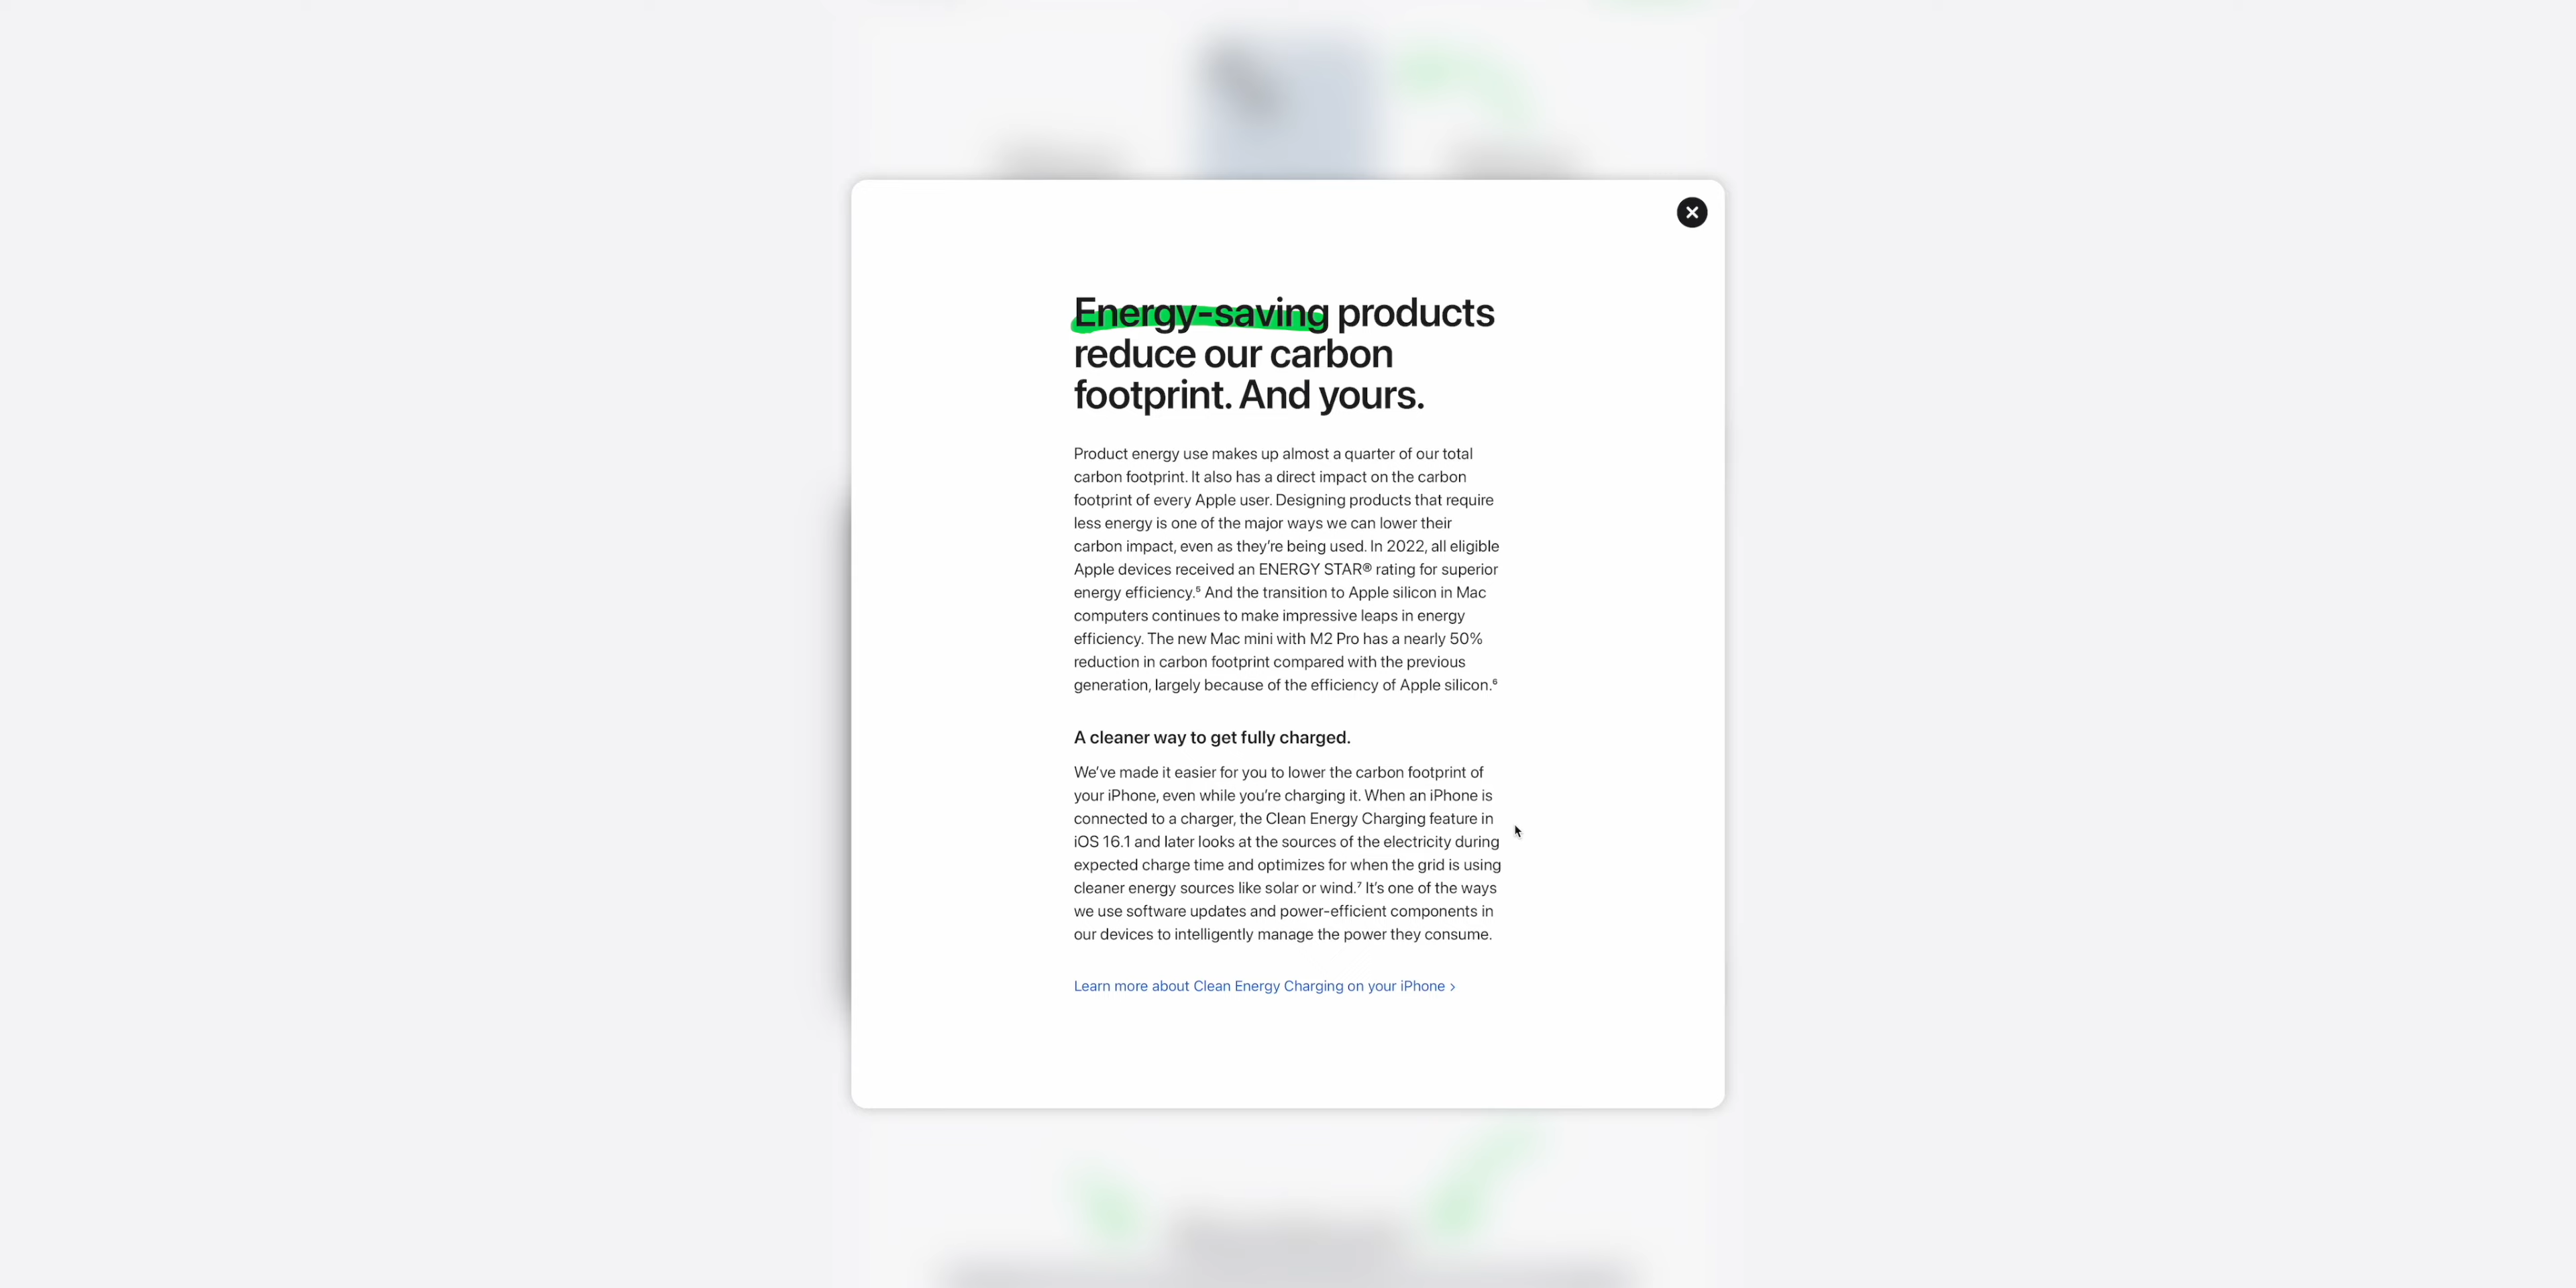 Energy-saving products
reduce our carbon
footprint. And yours.
Product energy use makes up almost a quarter of our total
carbon footprint. It also has a direct impact on the carbon
footprint of every Apple user. Designing products that require
less energy is one of the major ways we can lower their
carbon impact, even as they’re being used. In 2022, all eligible
Apple devices received an ENERGY STAR® rating for superior
energy efficiency.⁵ And the transition to Apple silicon in Mac
computers continues to make impressive leaps in energy
efficiency. The new Mac mini with M2 Pro has a nearly 50%
reduction in carbon footprint compared with the previous
generation, largely because of the efficiency of Apple silicon.⁶
A cleaner way to get fully charged.
We’ve made it easier for you to lower the carbon footprint of
your iPhone, even while you’re charging it. When an iPhone is
connected to a charger, the Clean Energy Charging feature in
iOS 16.1 and later looks at the sources of the electricity during
expected charge time and optimizes for when the grid is using
cleaner energy sources like solar or wind.⁷ It’s one of the ways
we use software updates and power-efficient components in
our devices to intelligently manage the power they consume.
Learn more about Clean Energy Charging on your iPhone ›